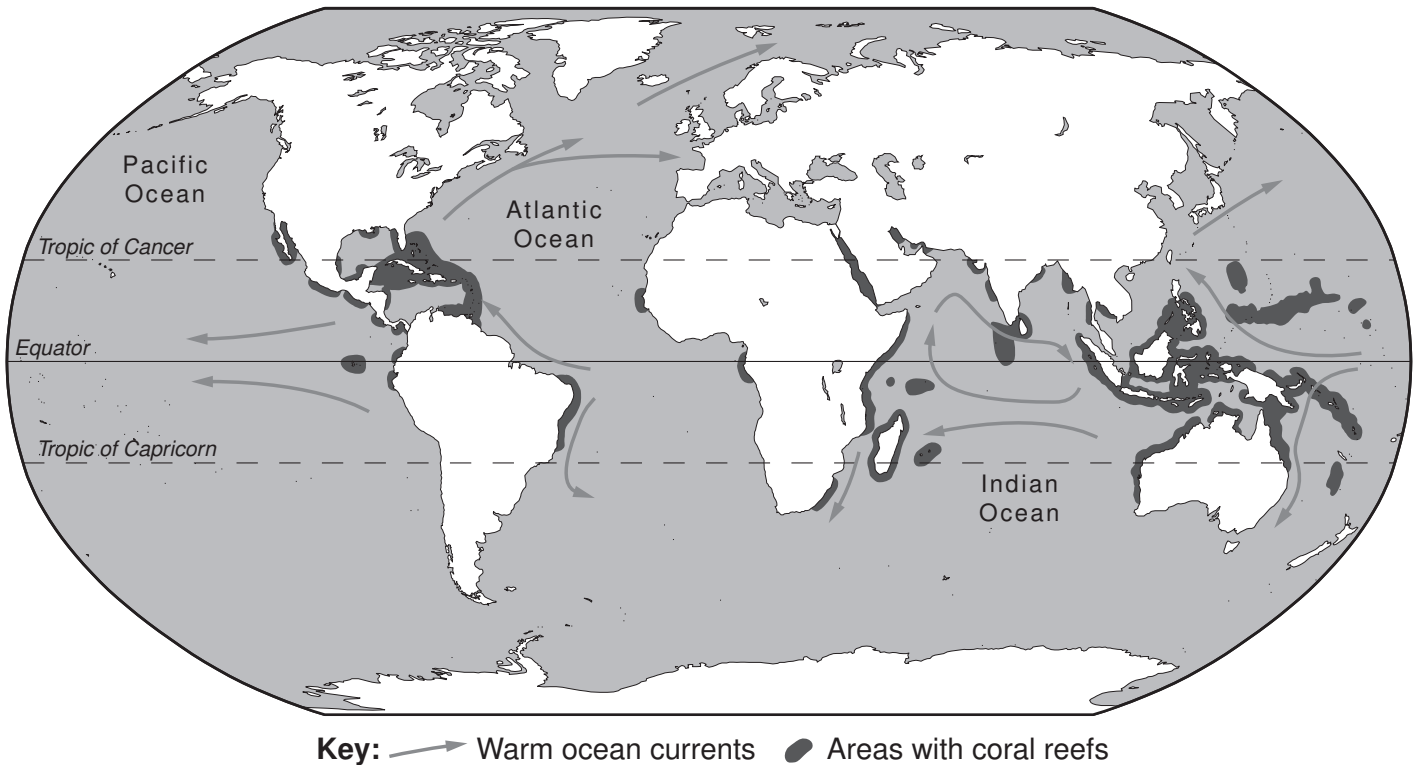 Pacific
Ocean
Atlantic
Ocean
Tropic of Cancer
Equator
Tropic of Capricorn
Indian
Ocean
Key: Warm ocean currents Areas with coral reefs